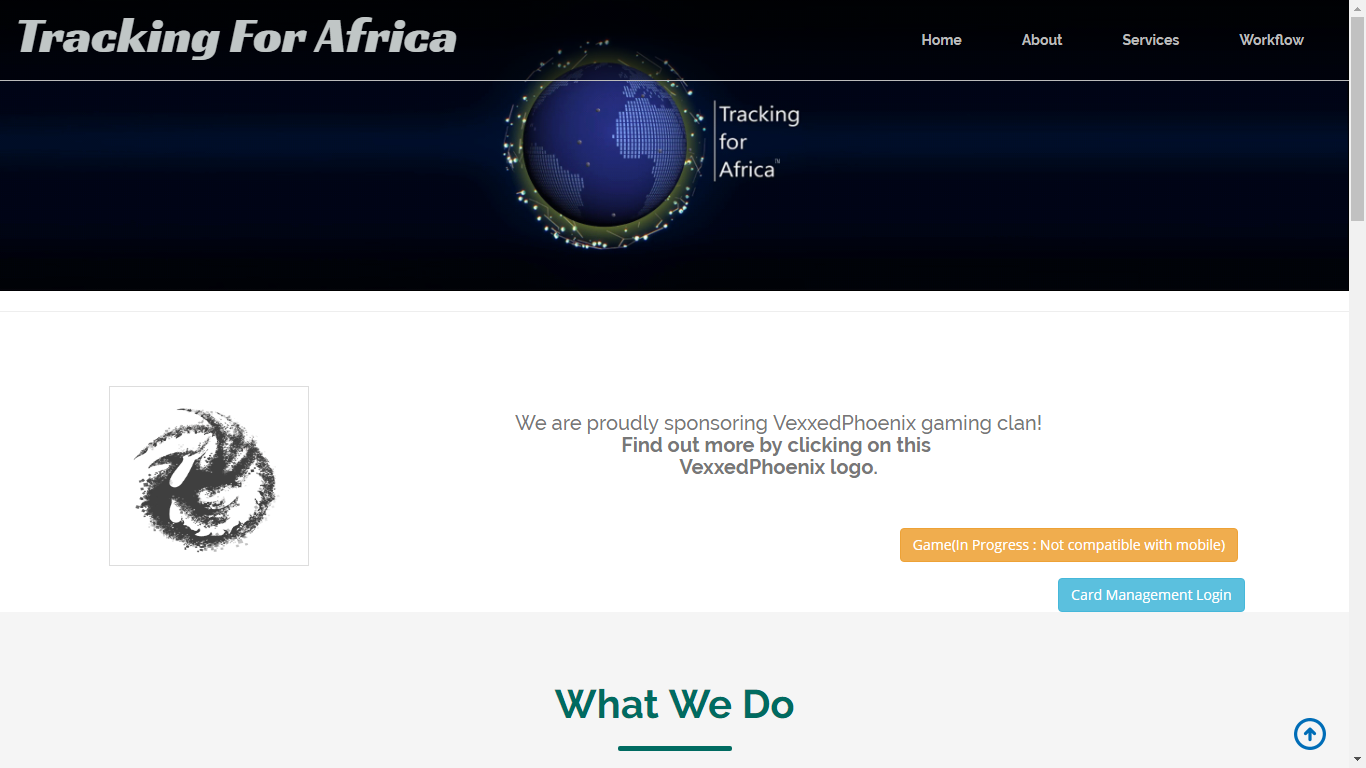 Tracking For Africa
Home
About
Services
Workflow
Tracking
for
Africa™
We are proudly sponsoring VexxedPhoenix gaming clan!
Find out more by clicking on this
VexxedPhoenix logo.
Game(In Progress : Not compatible with mobile)
Card Management Login
What We Do